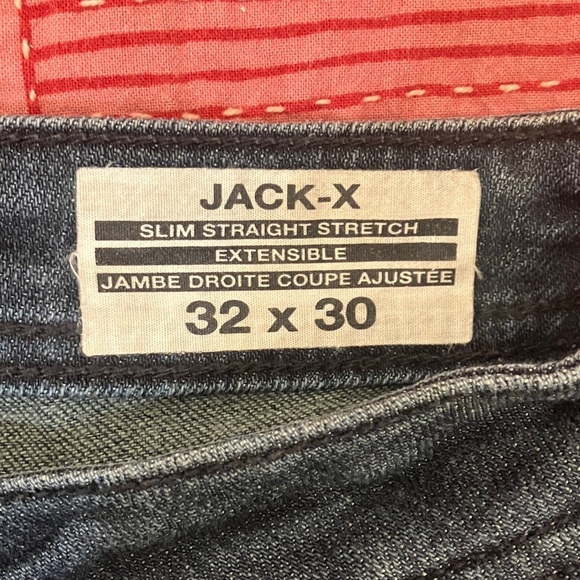 JACK-X
SLIM STRAIGHT STRETCH
EXTENSIBLE
JAMBE DROITE COUPE AJUSTÉE
32 x 30